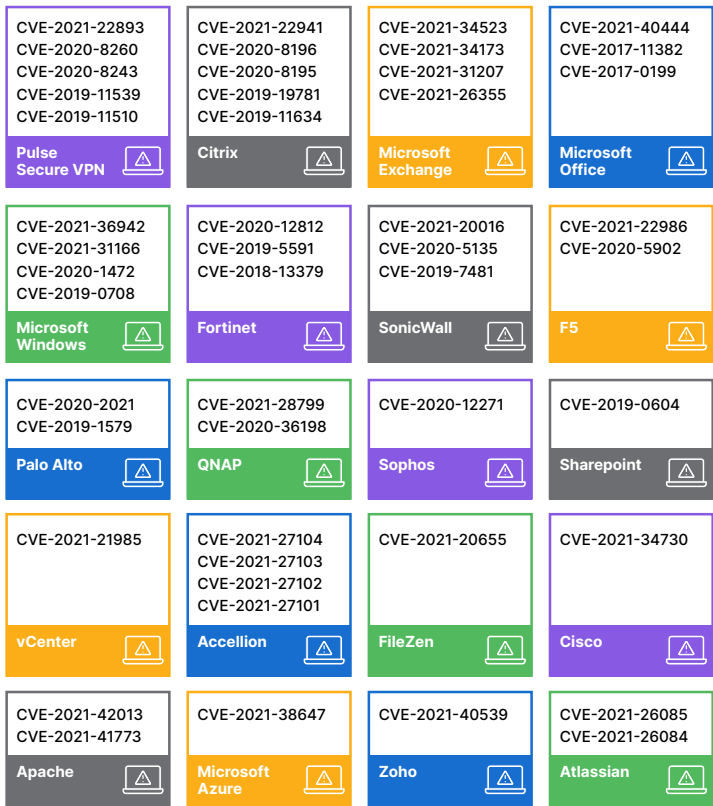 CVE-2021-22893
CVE-2020-8260
CVE-2020-8243
CVE-2019-11539
CVE-2019-11510
Pulse
Secure VPN
CVE-2021-22941
CVE-2020-8196
CVE-2020-8195
CVE-2019-19781
CVE-2019-11634
Citrix
CVE-2021-34523
CVE-2021-34173
CVE-2021-31207
CVE-2021-26355
Microsoft
Exchange
CVE-2021-40444
CVE-2017-11382
CVE-2017-0199
Microsoft
Office
CVE-2021-36942
CVE-2021-31166
CVE-2020-1472
CVE-2019-0708
Microsoft
Windows
CVE-2020-12812
CVE-2019-5591
CVE-2018-13379
Fortinet
CVE-2021-20016
CVE-2020-5135
CVE-2019-7481
SonicWall
CVE-2021-22986
CVE-2020-5902
F5
CVE-2020-2021
CVE-2019-1579
Palo Alto
CVE-2021-28799
CVE-2020-36198
QNAP
CVE-2020-12271
Sophos
CVE-2019-0604
Sharepoint
CVE-2021-21985
vCenter
CVE-2021-27104
CVE-2021-27103
CVE-2021-27102
CVE-2021-27101
Accellion
CVE-2021-20655
FileZen
CVE-2021-34730
Cisco
CVE-2021-42013
CVE-2021-41773
Apache
CVE-2021-38647
Microsoft
Azure
CVE-2021-40539
Zoho
CVE-2021-26085
CVE-2021-26084
Atlassian